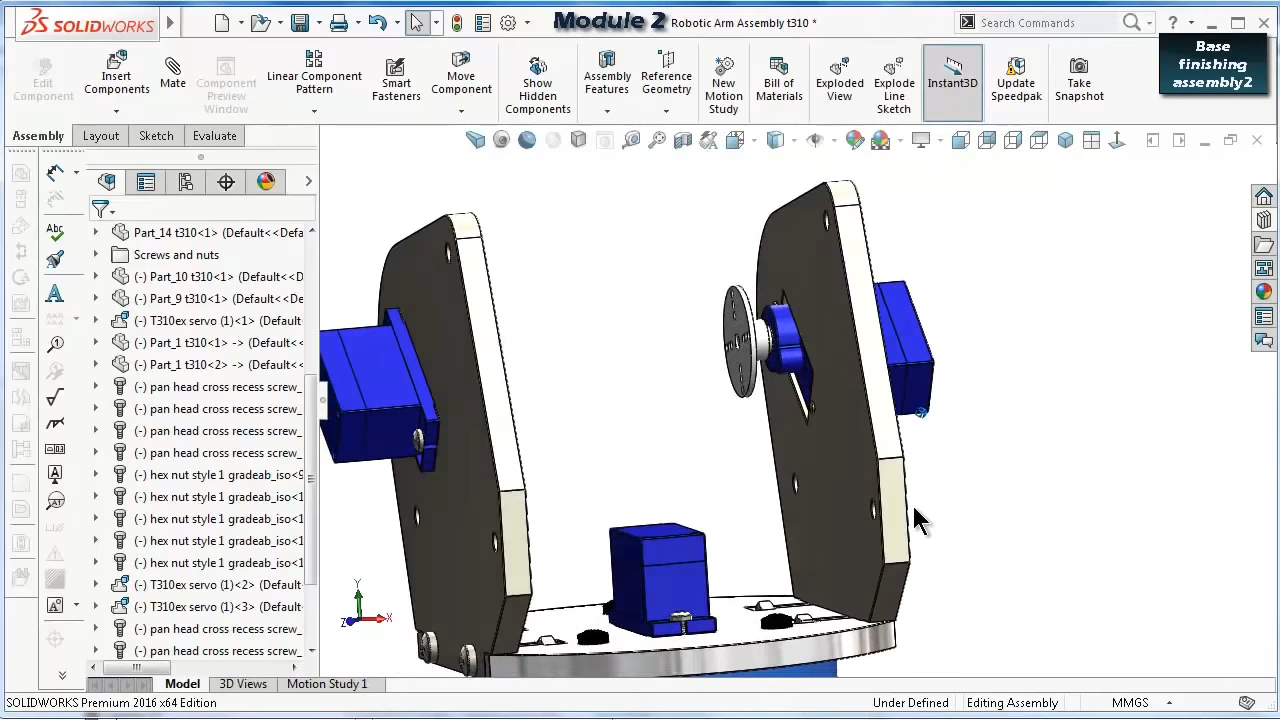 SOLIDWORKS
Module 2
Robotic Arm Assembly t310 *
Search Commands
?
Base
finishing
assembly2
Edit
Component
Insert
Components
Mate
Component
Preview
Window
Linear Component
Pattern
Smart
Fasteners
Move
Component
Show
Hidden
Components
Assembly
Features
Reference
Geometry
New
Motion
Study
Bill of
Materials
Exploded
View
Explode
Line
Sketch
Instant3D
Update
Speedpak
Take
Snapshot
Assembly
Layout
Sketch
Evaluate
Part_14 t310<1> (Default<<Defa
Screws and nuts
(-) Part_10 t310<1> (Default<<D
(-) Part_9 t310<1> (Default<<De
(-) T310ex servo (1)<1> (Default
(-) Part_1 t310<1> -> (Default<<
(-) Part_1 t310<2> -> (Default<<
(-) pan head cross recess screw_
(-) pan head cross recess screw_
(-) pan head cross recess screw_
(-) pan head cross recess screw_
(-) hex nut style 1 gradeab_iso<9
(-) hex nut style 1 gradeab_iso<1
(-) hex nut style 1 gradeab_iso<1
(-) hex nut style 1 gradeab_iso<1
(-) hex nut style 1 gradeab_iso<1
(-) T310ex servo (1)<2> (Default
(-) T310ex servo (1)<3> (Default
(-) pan head cross recess screw_
(-) pan head cross recess screw_
Abc
A
Y
Z
X
Model
3D Views
Motion Study 1
SOLIDWORKS Premium 2016 x64 Edition
Under Defined
Editing Assembly
MMGS